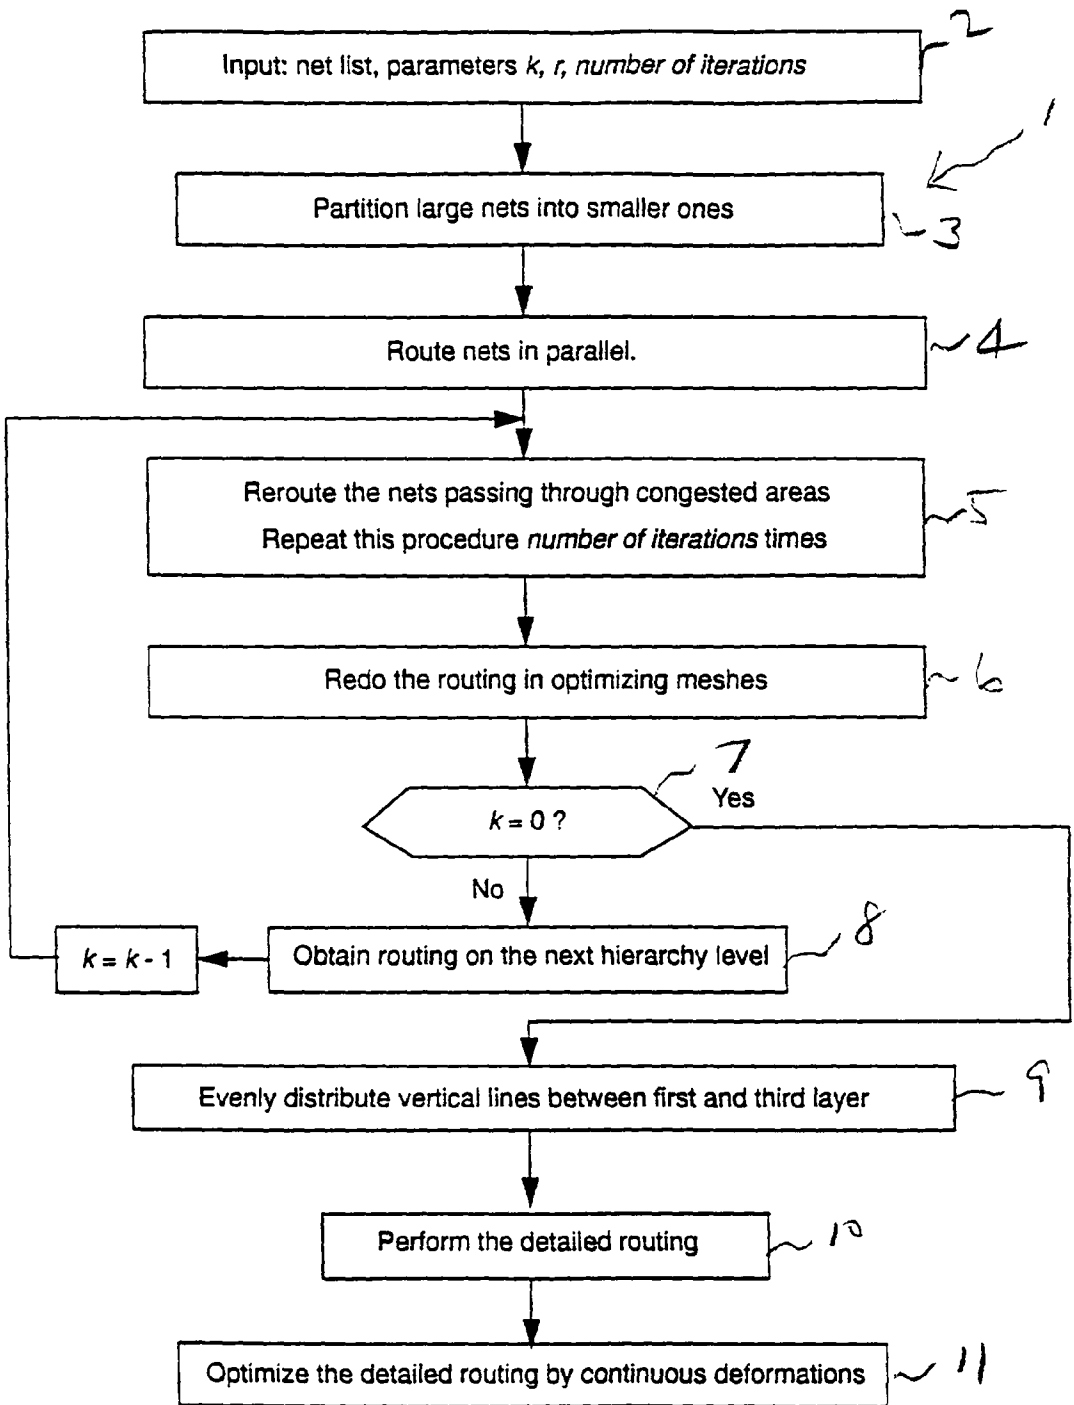 2
Input: net list, parameters k, r, number of iterations
1
Partition large nets into smaller ones
3
Route nets in parallel.
4
Reroute the nets passing through congested areas
Repeat this procedure number of iterations times
5
Redo the routing in optimizing meshes
6
7
Yes
k = 0 ?
No
8
k = k - 1
Obtain routing on the next hierarchy level
Evenly distribute vertical lines between first and third layer
9
Perform the detailed routing
10
Optimize the detailed routing by continuous deformations
11